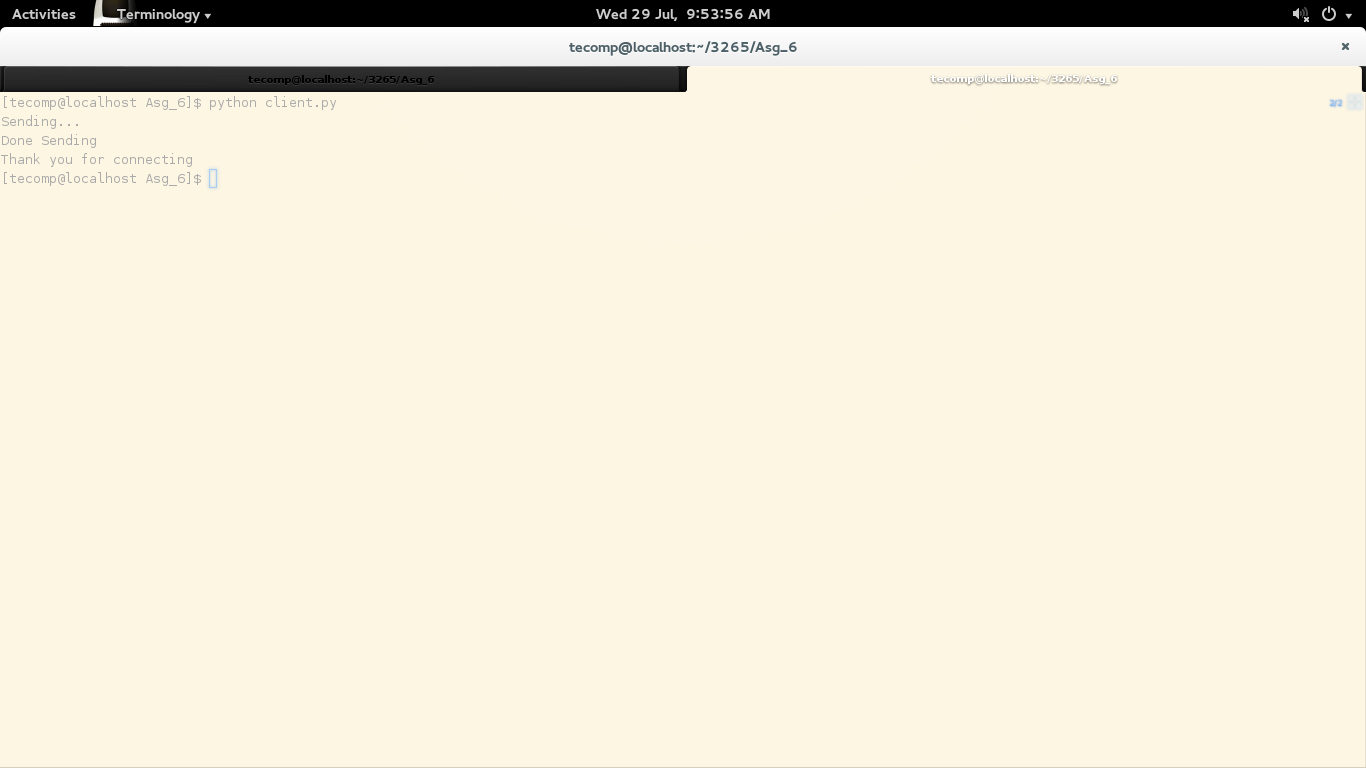 Activities Terminology Wed 29 Jul, 9:53:56 AM
tecomp@localhost:~/3265/Asg_6 ×
tecomp@localhost:~/3265/Asg_6 tecomp@localhost:~/3265/Asg_6
[tecomp@localhost Asg_6]$ python client.py 2/2
Sending...
Done Sending
Thank you for connecting
[tecomp@localhost Asg_6]$